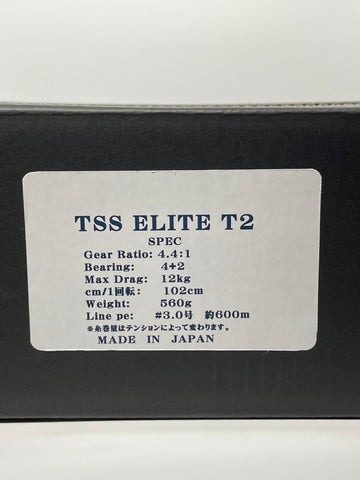 TSS ELITE T2
SPEC
Gear Ratio: 4.4:1
Bearing: 4+2
Max Drag: 12kg
cm/1回転: 102cm
Weight: 560g
Line pe: #3.0号 約600m
※糸巻量はテンションによって変わります。
MADE IN JAPAN